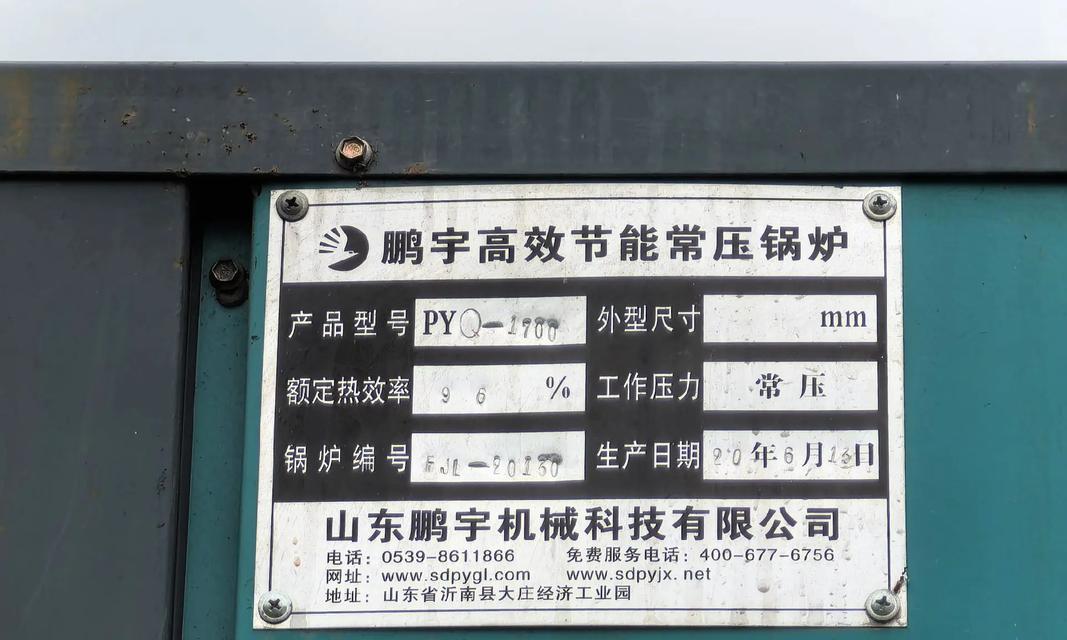 鹏宇高效节能常压锅炉
产品型号 PYQ-1700 外型尺寸 mm
额定热效率 96 % 工作压力 常压
锅炉编号 生产日期 20年6月13日
山东鹏宇机械科技有限公司
电话：0539-8611866 免费服务电话：400-677-6756
网址：www.sdpygl.com www.sdpyjx.net
地址：山东省沂南县大庄经济工业园